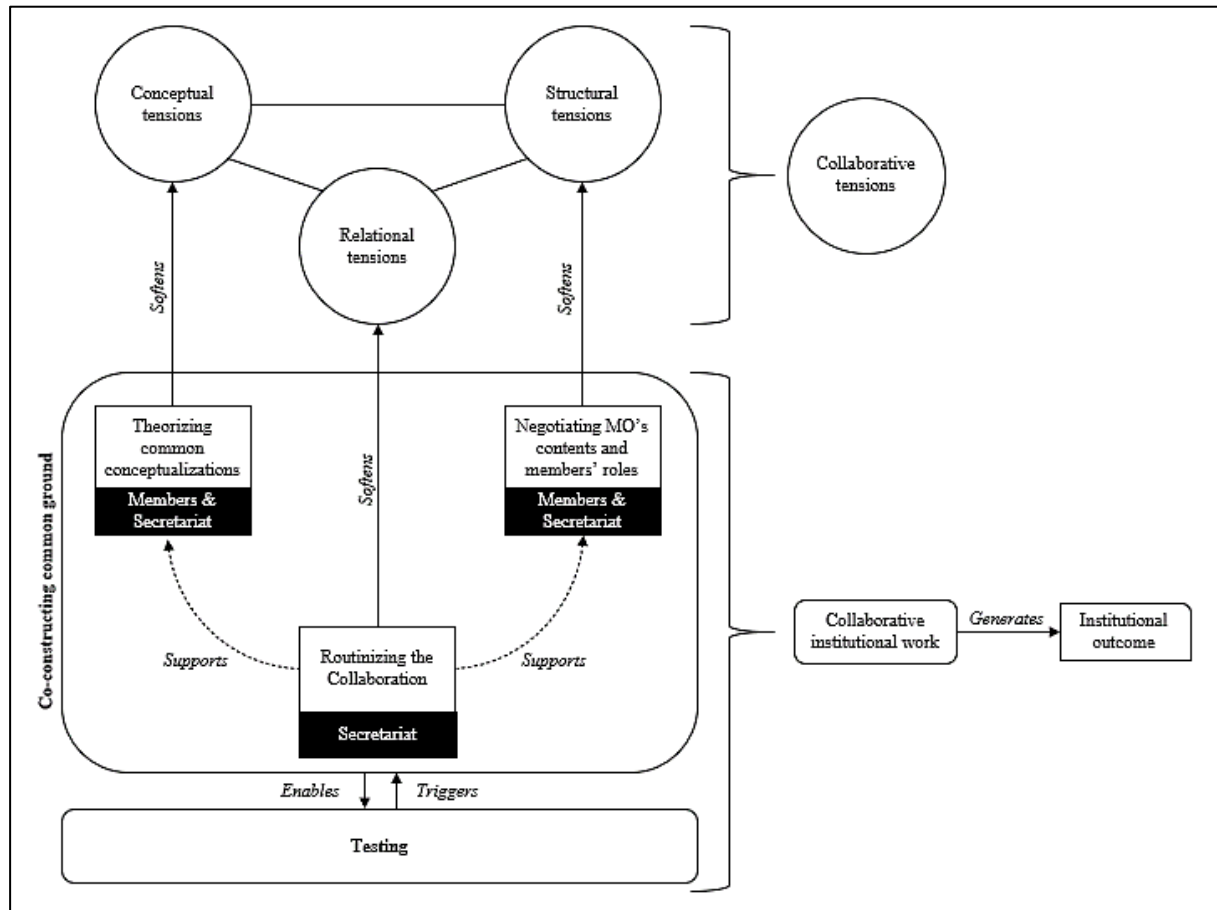 Conceptual
tensions
Structural
tensions
Collaborative
tensions
Relational
tensions
Softens
Softens
Softens
Co-constructing common ground
Theorizing
common
conceptualizations
Members &
Secretariat
Negotiating MO's
contents and
members' roles
Members &
Secretariat
Supports
Supports
Routinizing the
Collaboration
Secretariat
Collaborative
institutional work
Generates
Institutional
outcome
Enables
Triggers
Testing